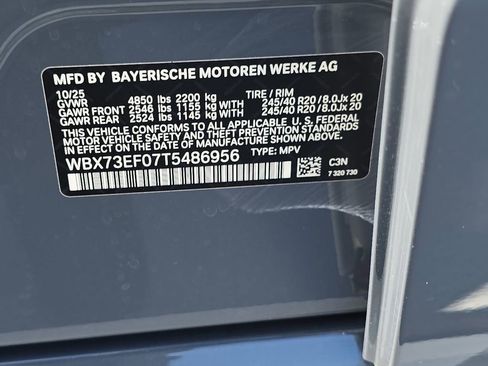 MFD BY BAYERISCHE MOTOREN WERKE AG
10/25 TIRE / RIM
GVWR 4850 lbs 2200 kg
GAWR FRONT 2546 lbs 1155 kg WITH 245/40 R20 / 8.0Jx 20
GAWR REAR 2524 lbs 1145 kg WITH 245/40 R20 / 8.0Jx 20
THIS VEHICLE CONFORMS TO ALL APPLICABLE U. S. FEDERAL
MOTOR VEHICLE SAFETY, BUMPER, AND THEFT PREVENTION
STANDARDS IN EFFECT ON THE DATE OF MANUFACTURE SHOWN ABOVE.
WBX73EF07T5486956 TYPE: MPV
C3N
7 320 730